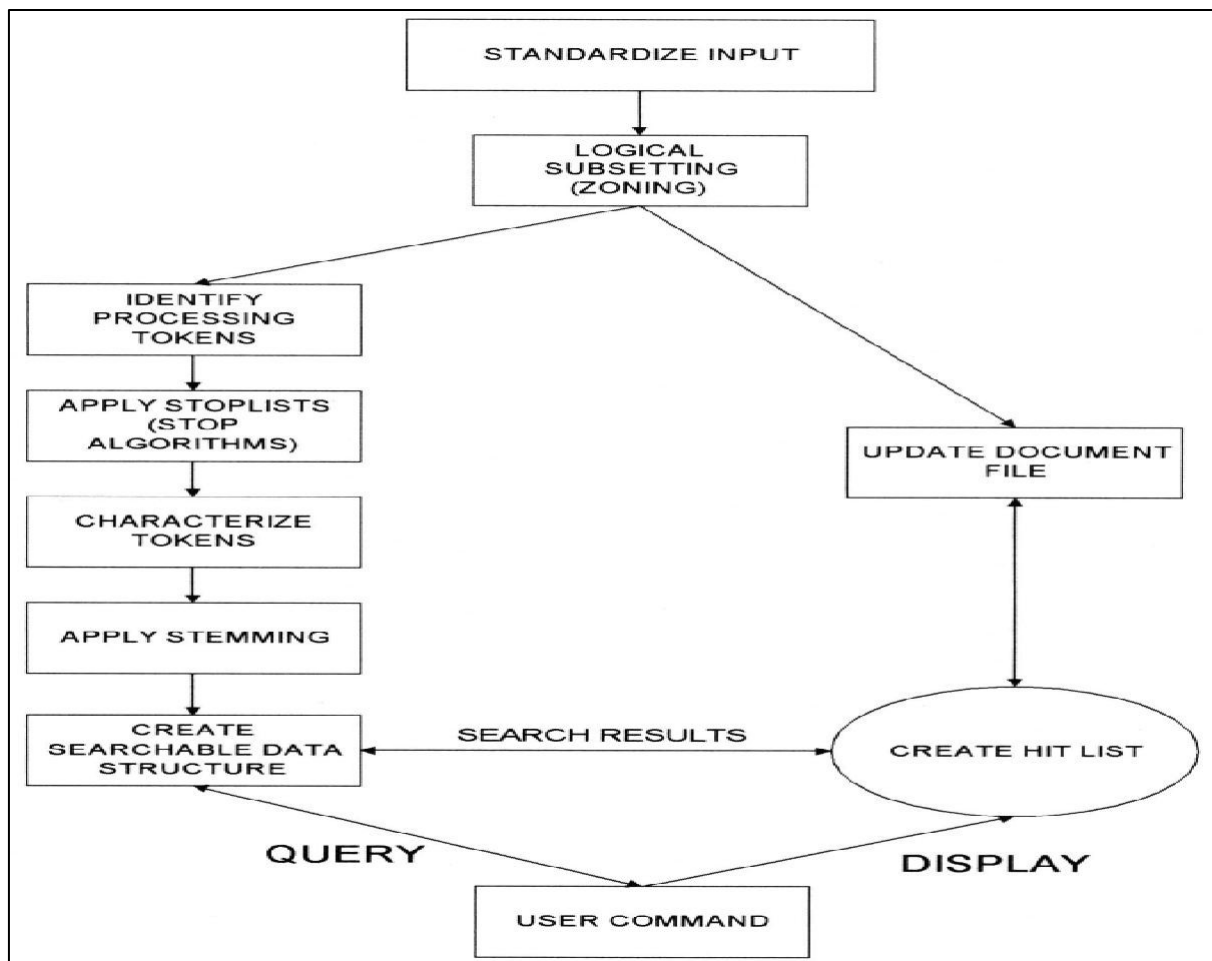 STANDARDIZE INPUT
LOGICAL
SUBSETTING
(ZONING)
IDENTIFY
PROCESSING
TOKENS
APPLY STOPLISTS
(STOP
ALGORITHMS)
UPDATE DOCUMENT
FILE
CHARACTERIZE
TOKENS
APPLY STEMMING
CREATE
SEARCHABLE DATA
STRUCTURE
SEARCH RESULTS
CREATE HIT LIST
QUERY
DISPLAY
USER COMMAND